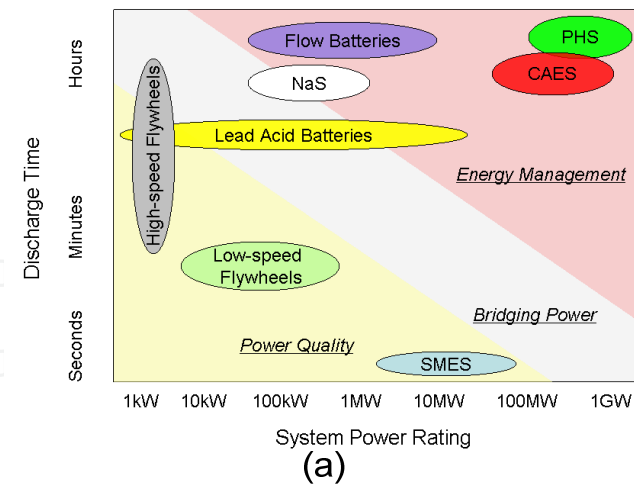 Flow Batteries
PHS
NaS
CAES
Lead Acid Batteries
High-speed Flywheels
Energy Management
Low-speed
Flywheels
Bridging Power
Power Quality
SMES
Discharge Time
Hours
Minutes
Seconds
1kW 10kW 100kW 1MW 10MW 100MW 1GW
System Power Rating
(a)